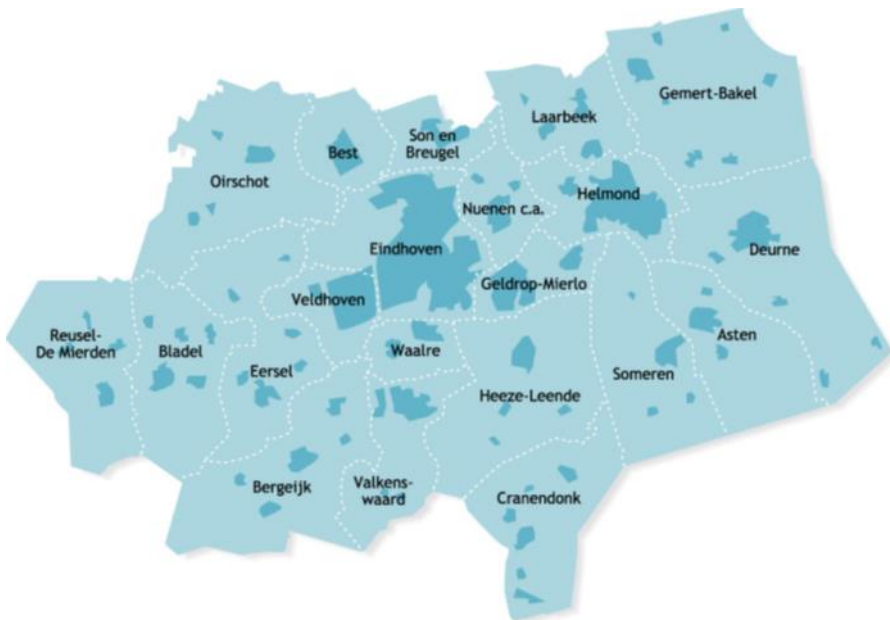 Gemert-Bakel
Laarbeek
Son en
Breugel
Best
Oirschot
Helmond
Nuenen c.a.
Eindhoven
Deurne
Geldrop-Mierlo
Veldhoven
Reusel-
De Mierden
Bladel
Waalre
Asten
Eersel
Someren
Heeze-Leende
Bergeijk
Valkens-
waard
Cranendonk